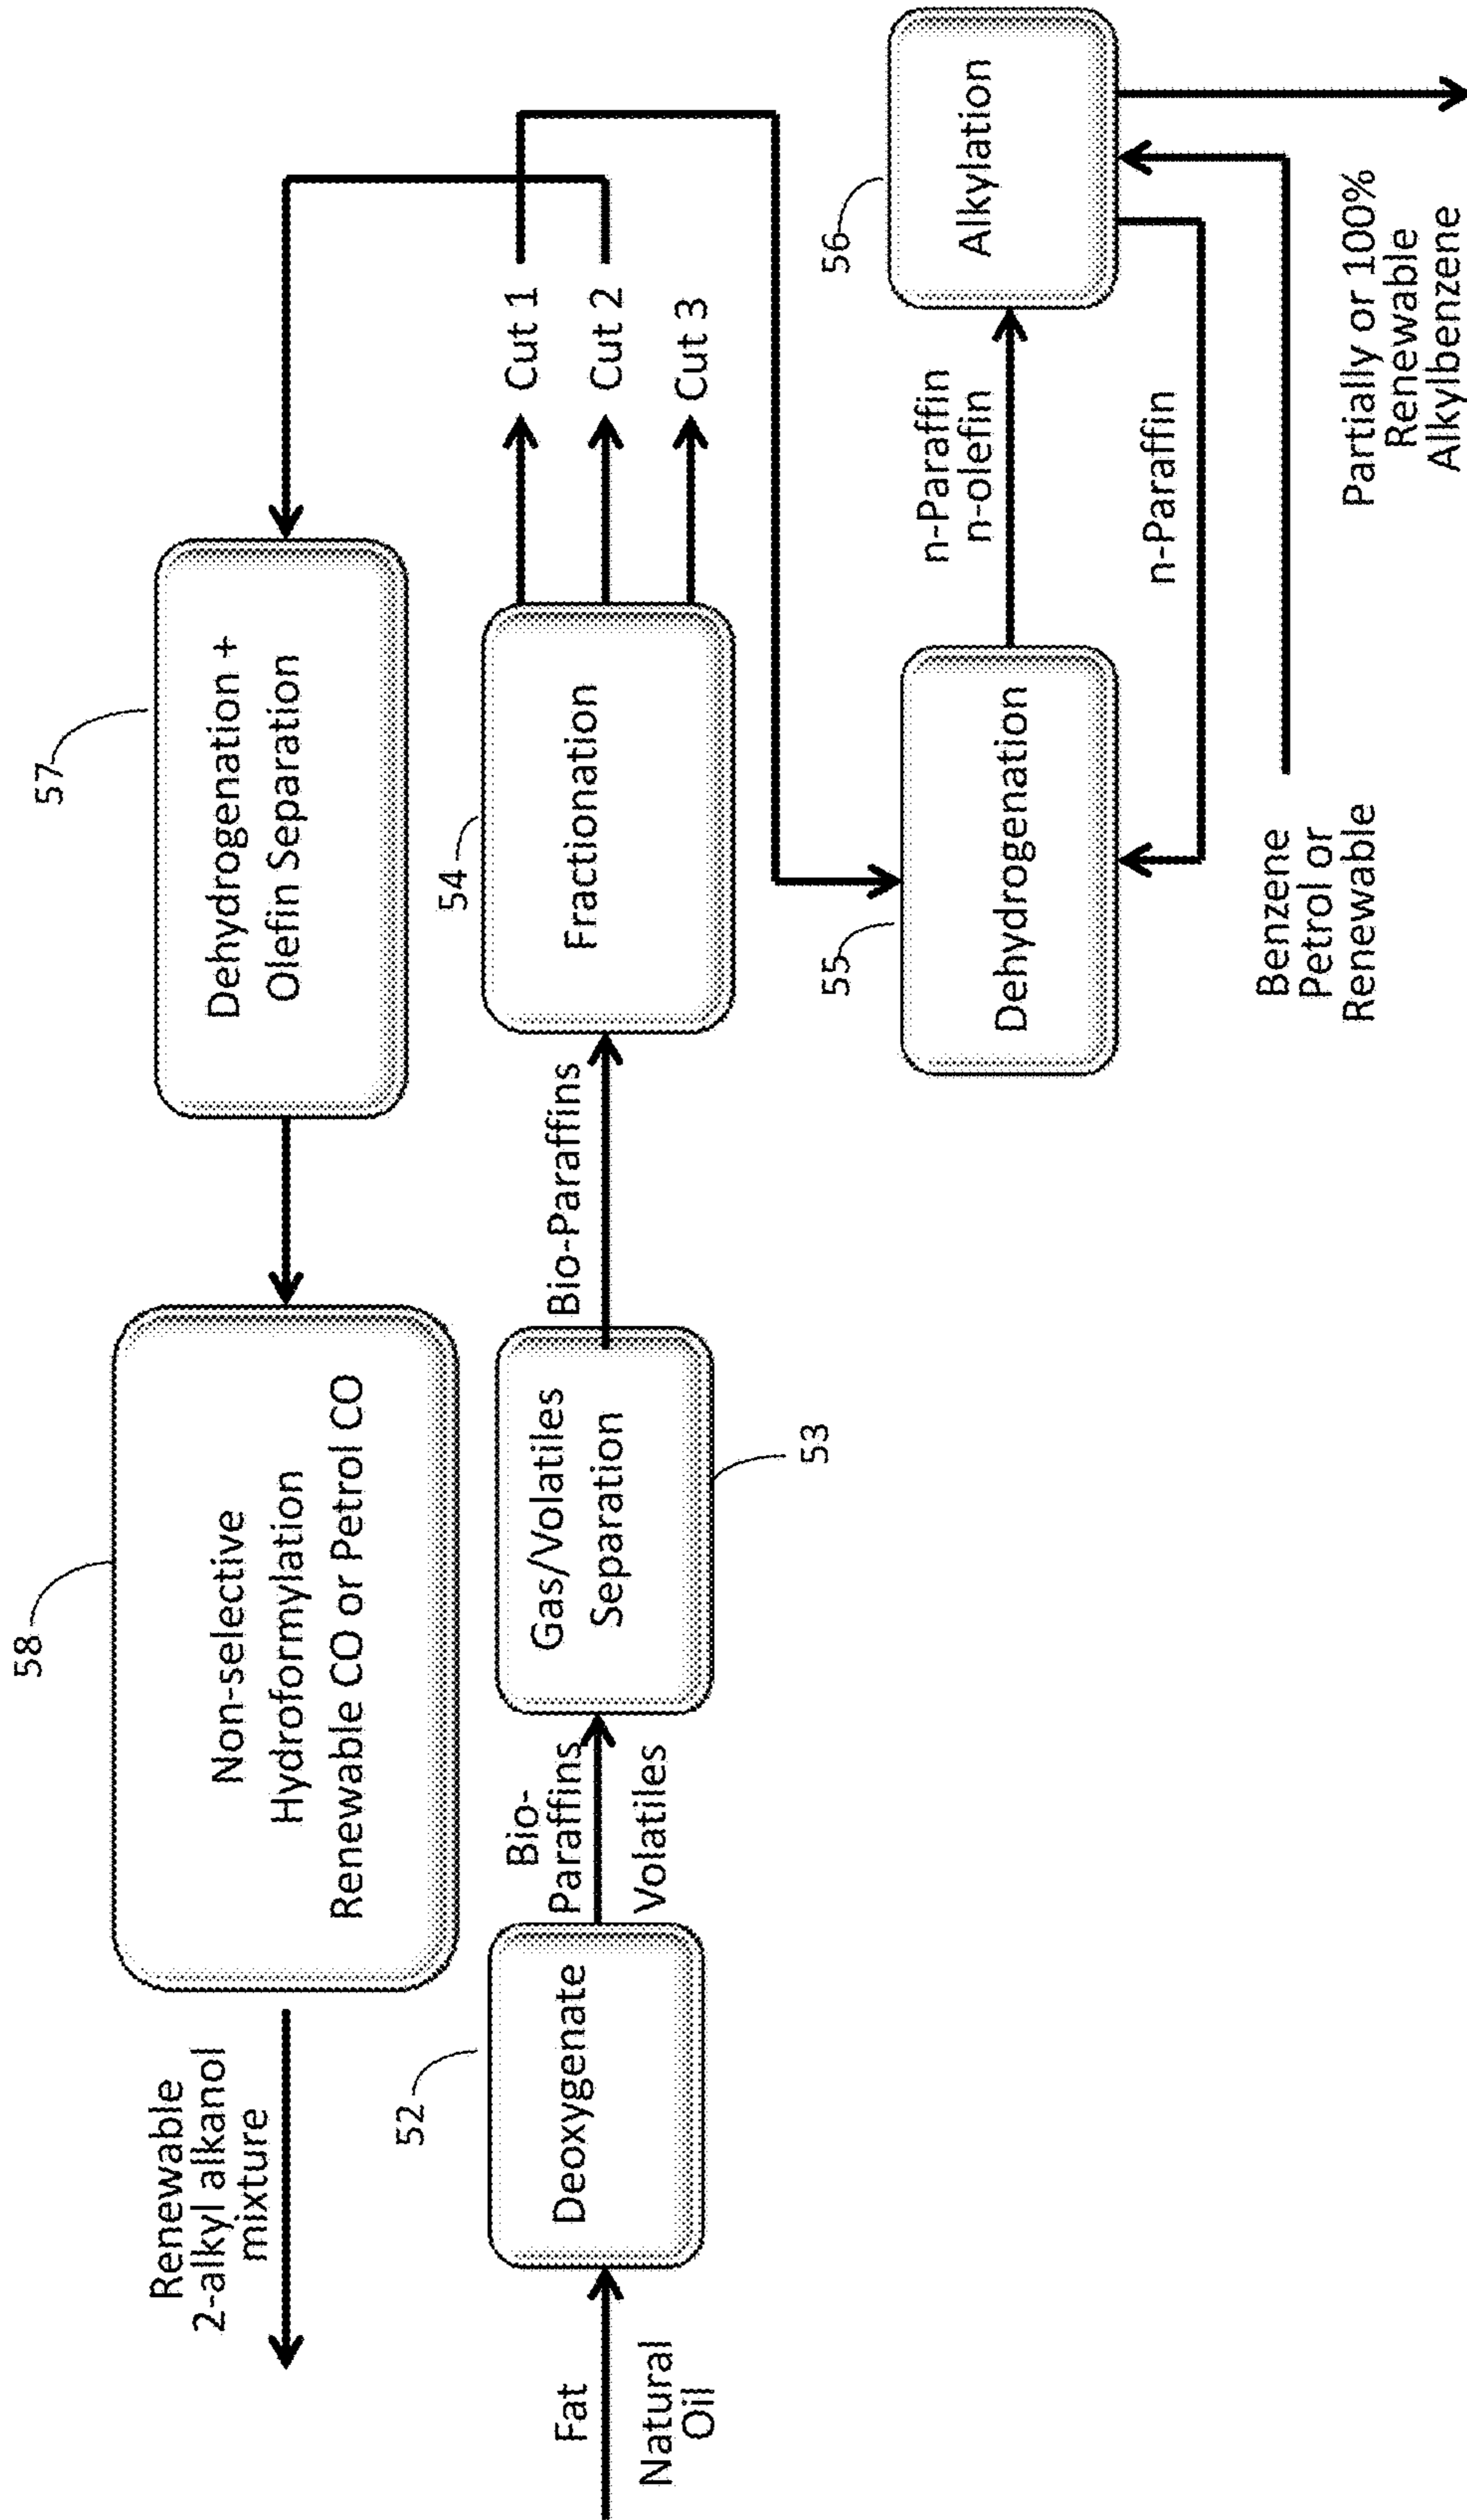 58
Non-selective
Hydroformylation
Renewable CO or Petrol CO
57
Dehydrogenation +
Olefin Separation
Renewable
2-alkyl alkanol
mixture
Fat
Natural
Oil
52
Deoxygenate
Bio-
Paraffins
Volatiles
Gas/Volatiles
Separation
53
Bio-Paraffins
54
Fractionation
Cut 1
Cut 2
Cut 3
55
Dehydrogenation
n-Paraffin
n-olefin
56
Alkylation
n-Paraffin
Benzene
Petrol or
Renewable
Partially or 100%
Renewable
Alkylbenzene